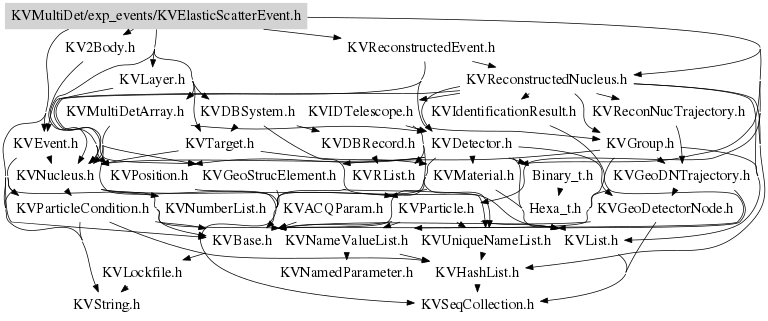 KVMultiDet/exp_events/KVElasticScatterEvent.h
KV2Body.h KVReconstructedEvent.h
KVLayer.h KVReconstructedNucleus.h
KVMultiDetArray.h KVDBSystem.h KVIDTelescope.h KVIdentificationResult.h KVReconNucTrajectory.h
KVEvent.h KVTarget.h KVDBRecord.h KVDetector.h KVGroup.h
KVNucleus.h KVPosition.h KVGeoStrucElement.h KVRList.h KVMaterial.h Binary_t.h KVGeoDNTrajectory.h
KVParticleCondition.h KVNumberList.h KVACQParam.h KVParticle.h Hexa_t.h KVGeoDetectorNode.h
KVBase.h KVNameValueList.h KVUniqueNameList.h KVList.h
KVLockfile.h KVNamedParameter.h KVHashList.h
KVString.h KVSeqCollection.h